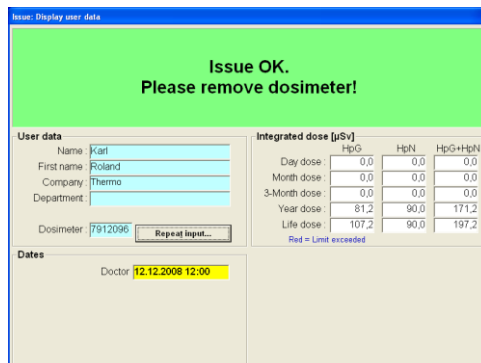 Issue: Display user data
Issue OK.
Please remove dosimeter!
User data
Name: Karl
First name: Roland
Company: Thermo
Department:
Dosimeter: 7912096 Repeat input...
Integrated dose [µSv]
HpG HpN HpG+HpN
Day dose: 0,0 0,0 0,0
Month dose: 0,0 0,0 0,0
3-Month dose: 0,0 0,0 0,0
Year dose: 81,2 90,0 171,2
Life dose: 107,2 90,0 197,2
Red = Limit exceeded
Dates
Doctor 12.12.2008 12:00